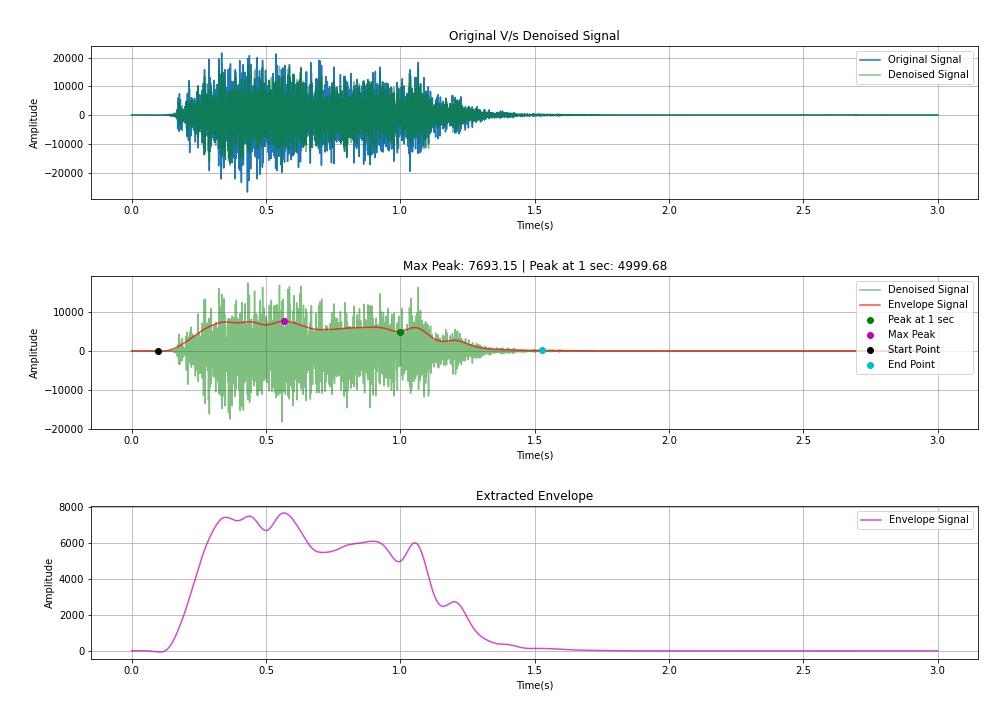 Original V/s Denoised Signal
20000
10000
0
−10000
−20000
Amplitude
Original Signal
Denoised Signal
0.0 0.5 1.0 1.5 2.0 2.5 3.0
Time(s)
Max Peak: 7693.15 | Peak at 1 sec: 4999.68
10000
0
−10000
−20000
Amplitude
Denoised Signal
Envelope Signal
Peak at 1 sec
Max Peak
Start Point
End Point
0.0 0.5 1.0 1.5 2.0 2.5 3.0
Time(s)
Extracted Envelope
8000
6000
4000
2000
0
Amplitude
Envelope Signal
0.0 0.5 1.0 1.5 2.0 2.5 3.0
Time(s)